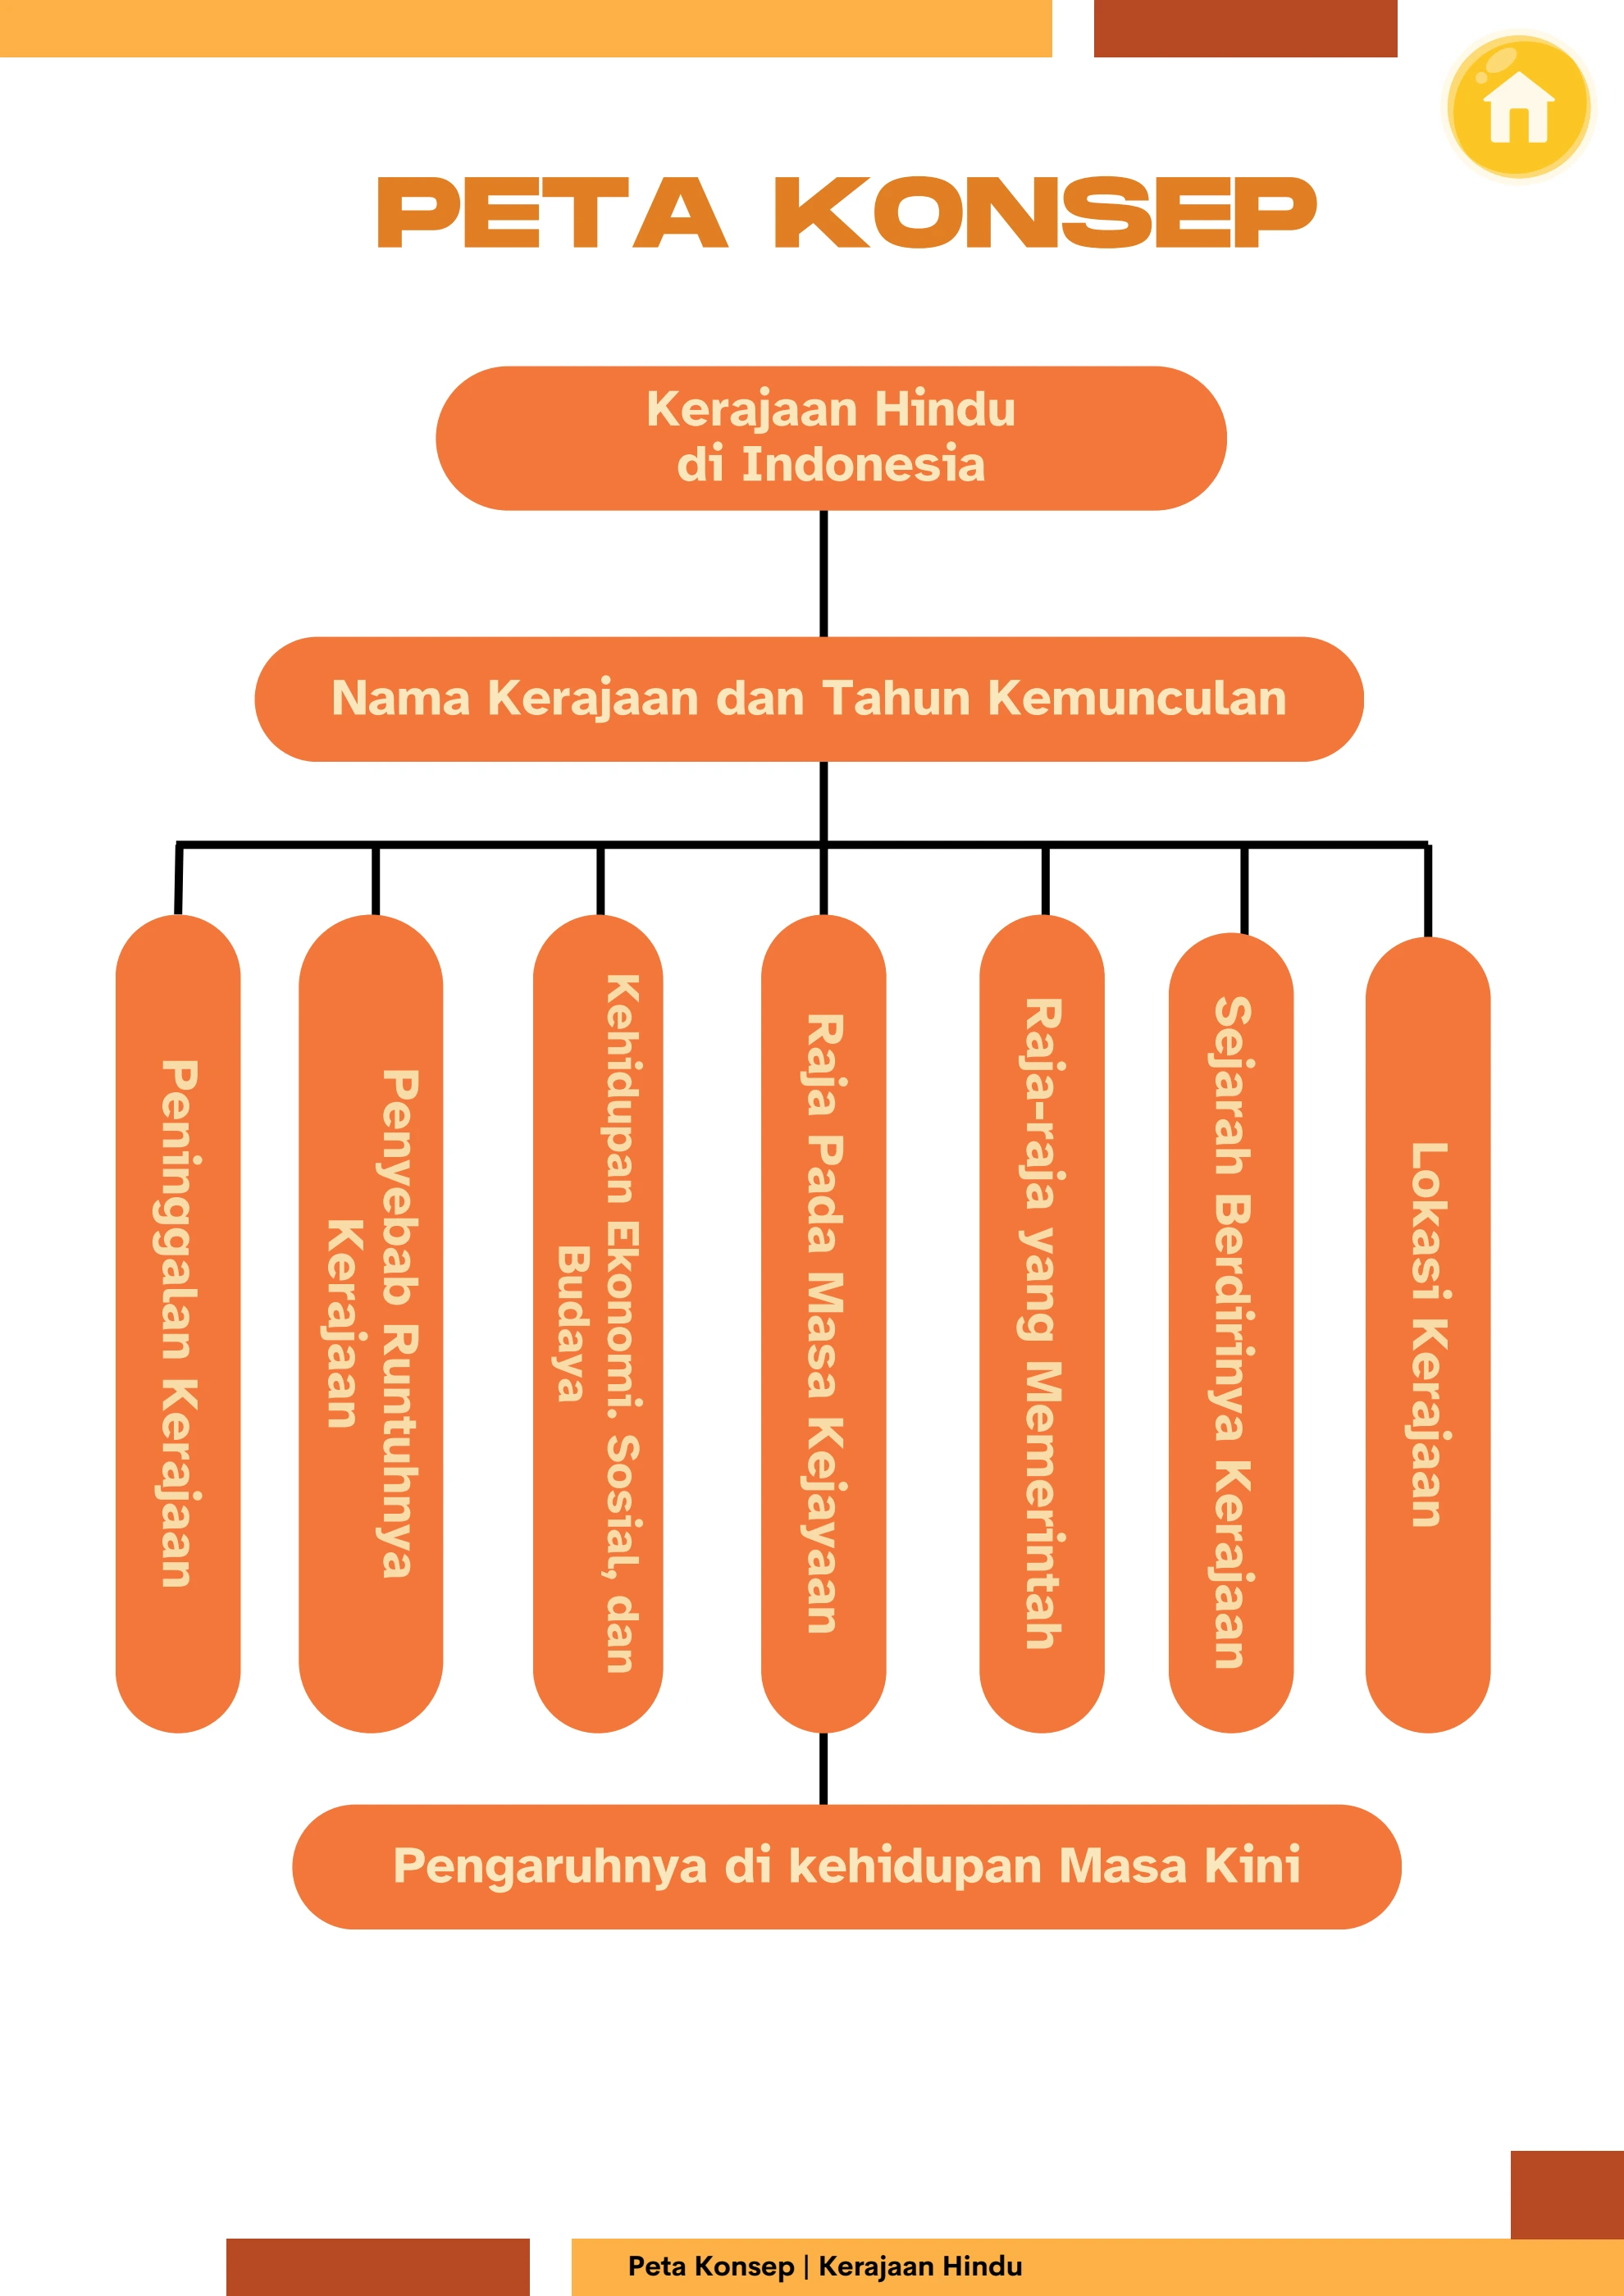 PETA KONSEP
Kerajaan Hindu
di Indonesia
Nama Kerajaan dan Tahun Kemunculan
Peninggalan Kerajaan
Penyebab Runtuhnya
Kerajaan
Kehidupan Ekonomi. Sosial, dan
Budaya
Raja Pada Masa Kejayaan
Raja-raja yang Memerintah
Sejarah Berdirinya Kerajaan
Lokasi Kerajaan
Pengaruhnya di kehidupan Masa Kini
Peta Konsep | Kerajaan Hindu